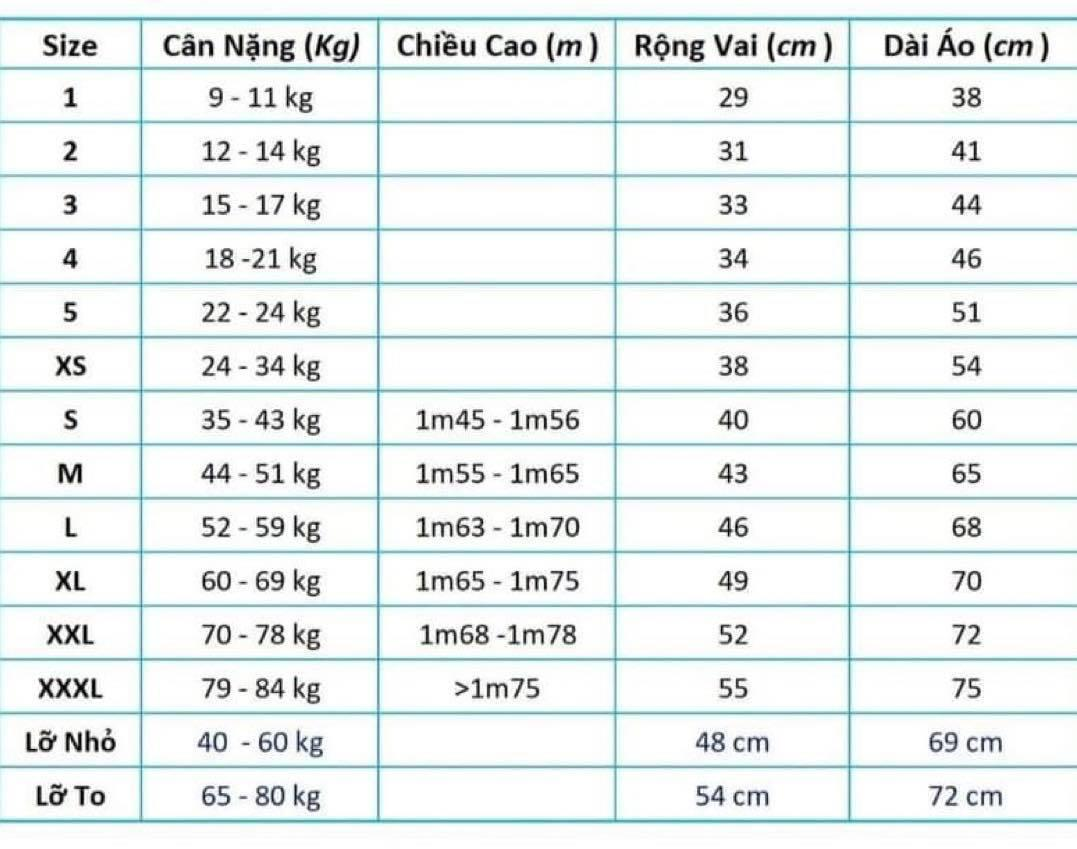 Size Cân Nặng (Kg) Chiều Cao (m ) Rộng Vai (cm ) Dài Áo (cm )
1 9 - 11 kg 29 38
2 12 - 14 kg 31 41
3 15 - 17 kg 33 44
4 18 -21 kg 34 46
5 22 - 24 kg 36 51
XS 24 - 34 kg 38 54
S 35 - 43 kg 1m45 - 1m56 40 60
M 44 - 51 kg 1m55 - 1m65 43 65
L 52 - 59 kg 1m63 - 1m70 46 68
XL 60 - 69 kg 1m65 - 1m75 49 70
XXL 70 - 78 kg 1m68 -1m78 52 72
XXXL 79 - 84 kg >1m75 55 75
Lỡ Nhỏ 40 - 60 kg 48 cm 69 cm
Lỡ To 65 - 80 kg 54 cm 72 cm